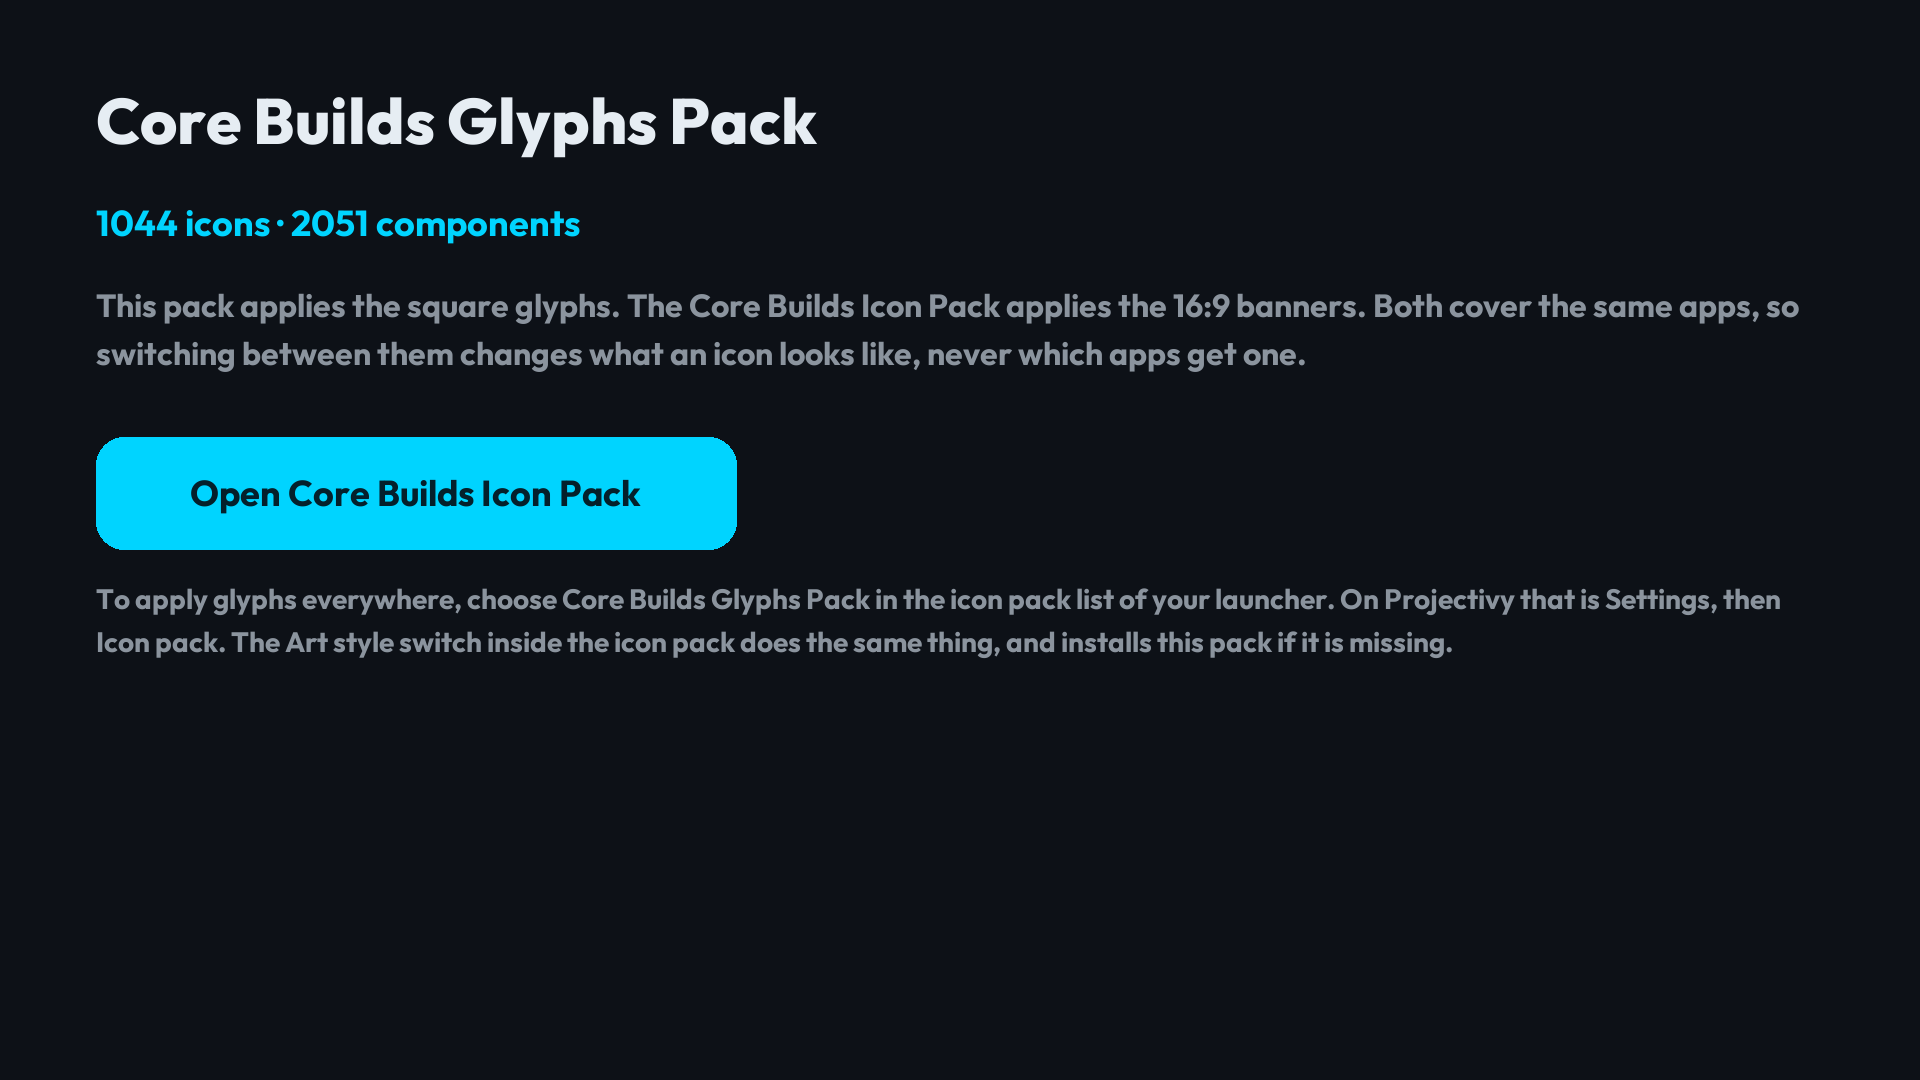 Core Builds Glyphs Pack
1044 icons · 2051 components
This pack applies the square glyphs. The Core Builds Icon Pack applies the 16:9 banners. Both cover the same apps, so
switching between them changes what an icon looks like, never which apps get one.
Open Core Builds Icon Pack
To apply glyphs everywhere, choose Core Builds Glyphs Pack in the icon pack list of your launcher. On Projectivy that is Settings, then
Icon pack. The Art style switch inside the icon pack does the same thing, and installs this pack if it is missing.